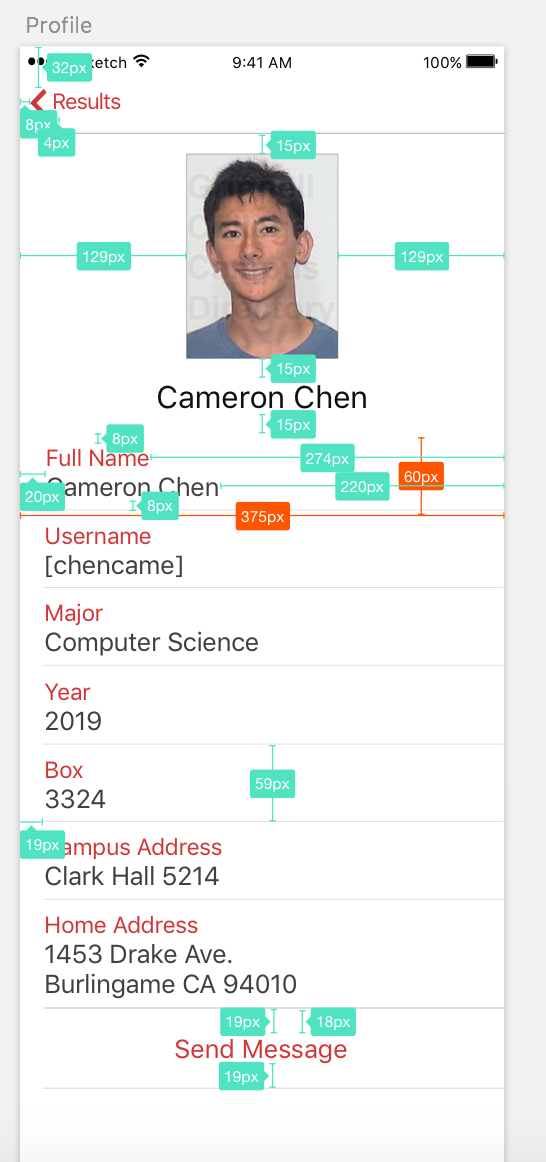 Profile
ketch 9:41 AM 100%
32px
Results
8px
4px
15px
Directory
129px 129px
15px
Cameron Chen
15px
8px
Full Name
274px
60px
Cameron Chen
220px
20px
8px
375px
Username
[chencame]
Major
Computer Science
Year
2019
Box
59px
3324
19px
ampus Address
Clark Hall 5214
Home Address
1453 Drake Ave.
Burlingame CA 94010
19px 18px
Send Message
19px